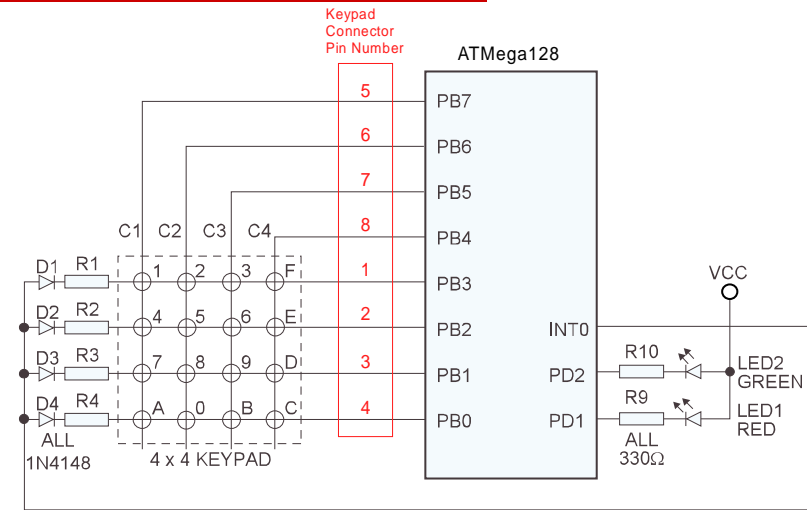 Keypad
Connector
Pin Number
ATMega128
5
PB7
6
PB6
7
PB5
C1 C2 C3 C4
8
PB4
D1 R1
1 2 3 F
1
PB3
VCC
D2 R2
4 5 6 E
2
PB2
INT0
D3 R3
7 8 9 D
3
PB1
PD2
R10
LED2
GREEN
D4 R4
A 0 B C
4
PB0
PD1
R9
LED1
RED
ALL
1N4148
4 x 4 KEYPAD
ALL
330Ω